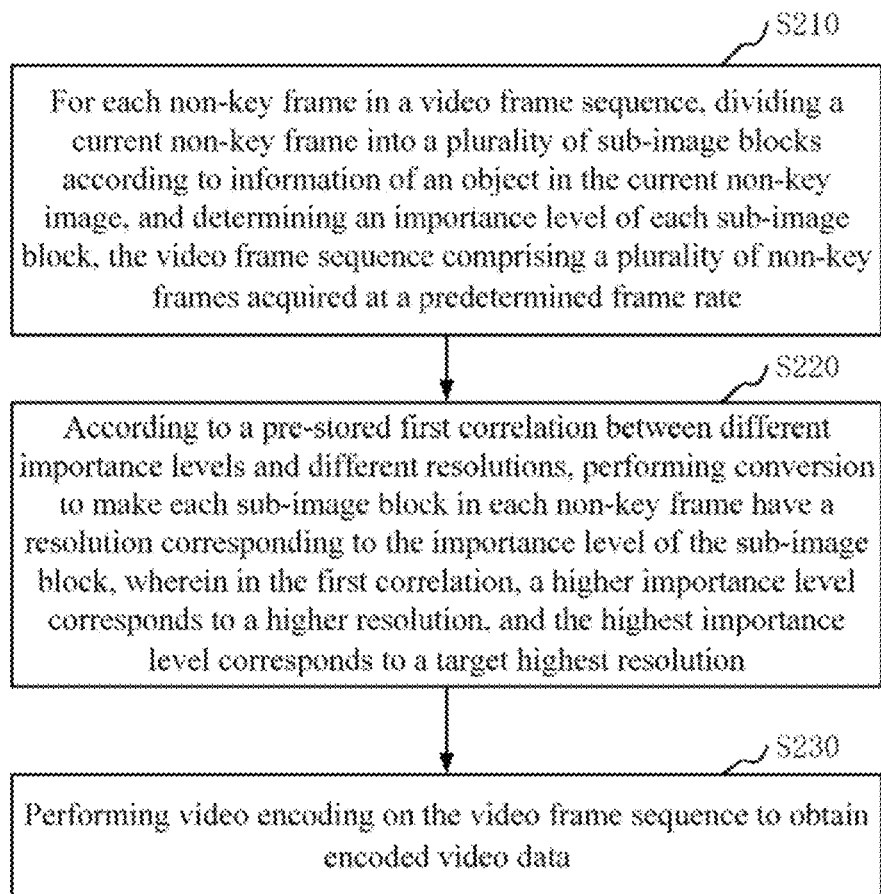 S210
For each non-key frame in a video frame sequence, dividing a
current non-key frame into a plurality of sub-image blocks
according to information of an object in the current non-key
image, and determining an importance level of each sub-image
block, the video frame sequence comprising a plurality of non-key
frames acquired at a predetermined frame rate
S220
According to a pre-stored first correlation between different
importance levels and different resolutions, performing conversion
to make each sub-image block in each non-key frame have a
resolution corresponding to the importance level of the sub-image
block, wherein in the first correlation, a higher importance level
corresponds to a higher resolution, and the highest importance
level corresponds to a target highest resolution
S230
Performing video encoding on the video frame sequence to obtain
encoded video data